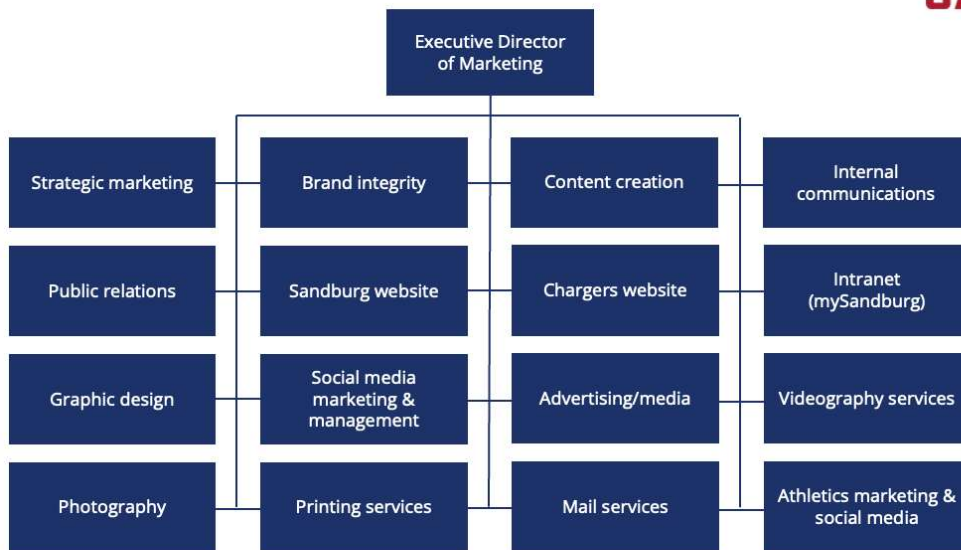 Executive Director
of Marketing
Strategic marketing
Brand integrity
Content creation
Internal
communications
Public relations
Sandburg website
Chargers website
Intranet
(mySandburg)
Graphic design
Social media
marketing &
management
Advertising/media
Videography services
Photography
Printing services
Mail services
Athletics marketing &
social media